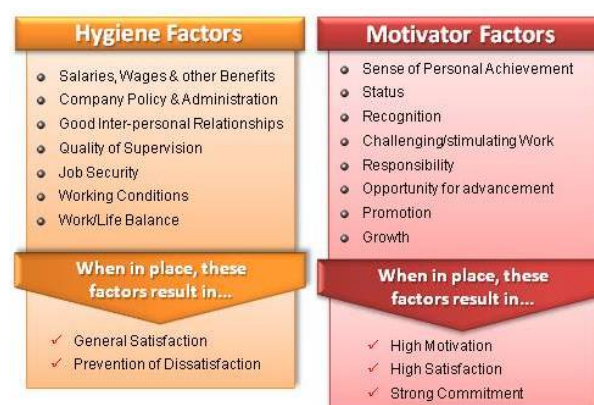 Hygiene Factors
Salaries, Wages & other Benefits
Company Policy & Administration
Good Inter-personal Relationships
Quality of Supervision
Job Security
Working Conditions
Work/Life Balance
When in place, these
factors result in...
General Satisfaction
Prevention of Dissatisfaction
Motivator Factors
Sense of Personal Achievement
Status
Recognition
Challenging/stimulating Work
Responsibility
Opportunity for advancement
Promotion
Growth
When in place, these
factors result in...
High Motivation
High Satisfaction
Strong Commitment